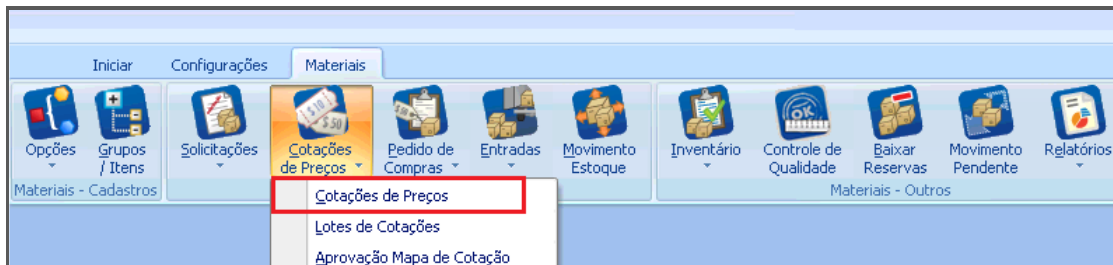 Iniciar Configurações Materiais
Opções Grupos / Itens Solicitações Cotações de Preços Pedido de Compras Entradas Movimento Estoque Inventário Controle de Qualidade Baixar Reservas Movimento Pendente Relatórios
Materiais - Cadastros Materiais - Outros
Cotações de Preços
Lotes de Cotações
Aprovação Mapa de Cotação